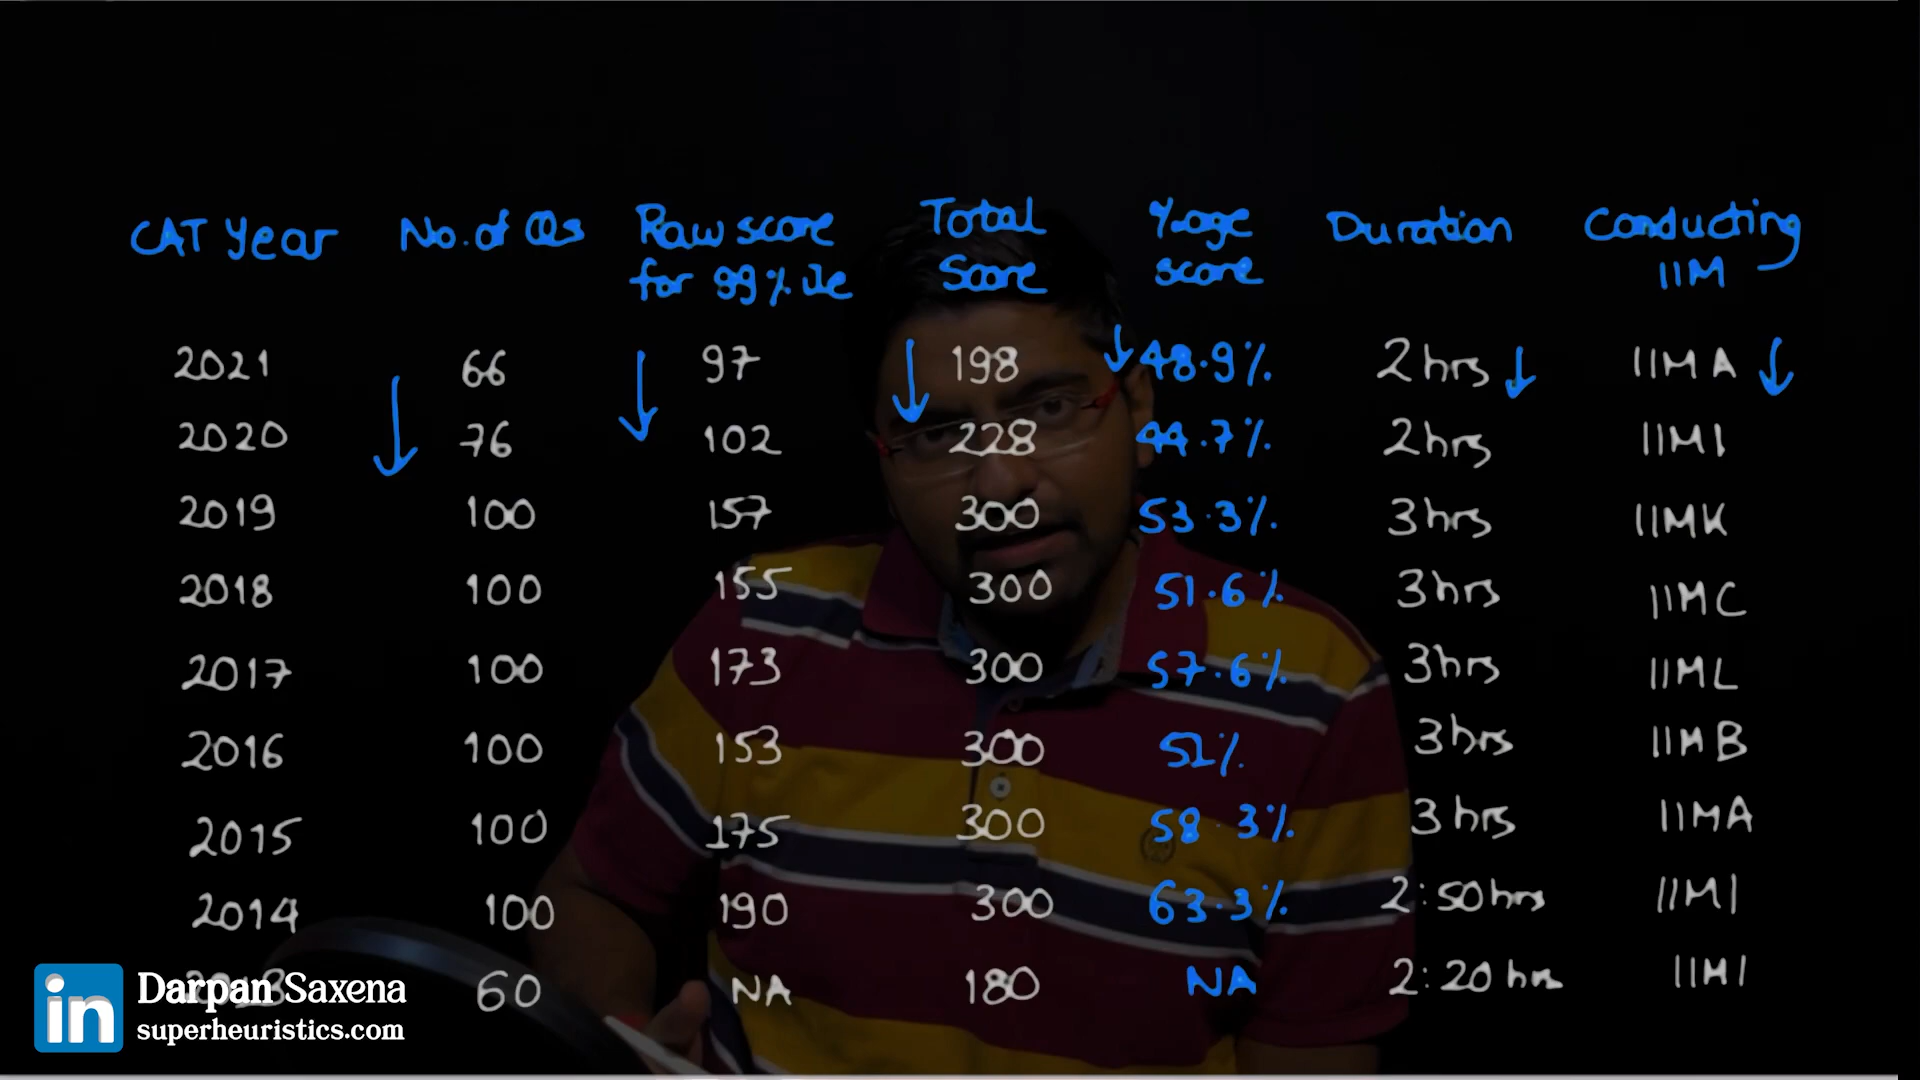 CAT Year No. of Qs Raw score for 99%ile Total Score %age score Duration Conducting IIM
2021 66 97 198 48.9% 2 hrs IIM A
2020 76 102 228 44.7% 2 hrs IIM I
2019 100 157 300 53.3% 3 hrs IIM K
2018 100 155 300 51.6% 3 hrs IIM C
2017 100 173 300 57.6% 3 hrs IIM L
2016 100 153 300 51% 3 hrs IIM B
2015 100 175 300 58.3% 3 hrs IIM A
2014 100 190 300 63.3% 2:50 hrs IIM I
2013 60 NA 180 NA 2:20 hrs IIM I
in Darpan Saxena
superheuristics.com